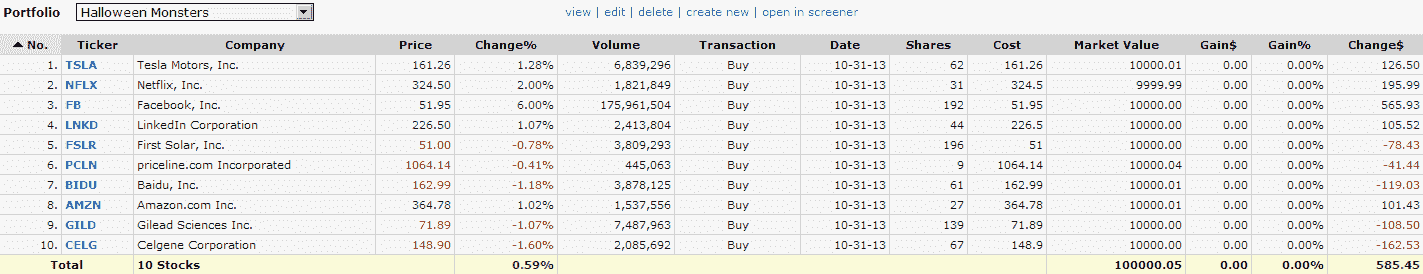 Portfolio Halloween Monsters view | edit | delete | create new | open in screener
No. Ticker Company Price Change% Volume Transaction Date Shares Cost Market Value Gain$ Gain% Change$
1. TSLA Tesla Motors, Inc. 161.26 1.28% 6,839,296 Buy 10-31-13 62 161.26 10000.01 0.00 0.00% 126.50
2. NFLX Netflix, Inc. 324.50 2.00% 1,821,849 Buy 10-31-13 31 324.5 9999.99 0.00 0.00% 195.99
3. FB Facebook, Inc. 51.95 6.00% 175,961,504 Buy 10-31-13 192 51.95 10000.00 0.00 0.00% 565.93
4. LNKD LinkedIn Corporation 226.50 1.07% 2,413,804 Buy 10-31-13 44 226.5 10000.00 0.00 0.00% 105.52
5. FSLR First Solar, Inc. 51.00 -0.78% 3,809,293 Buy 10-31-13 196 51 10000.00 0.00 0.00% -78.43
6. PCLN priceline.com Incorporated 1064.14 -0.41% 445,063 Buy 10-31-13 9 1064.14 10000.04 0.00 0.00% -41.44
7. BIDU Baidu, Inc. 162.99 -1.18% 3,878,125 Buy 10-31-13 61 162.99 10000.01 0.00 0.00% -119.03
8. AMZN Amazon.com Inc. 364.78 1.02% 1,537,556 Buy 10-31-13 27 364.78 10000.01 0.00 0.00% 101.43
9. GILD Gilead Sciences Inc. 71.89 -1.07% 7,487,963 Buy 10-31-13 139 71.89 10000.00 0.00 0.00% -108.50
10. CELG Celgene Corporation 148.90 -1.60% 2,085,692 Buy 10-31-13 67 148.9 10000.00 0.00 0.00% -162.53
Total 10 Stocks 0.59% 100000.05 0.00 0.00% 585.45